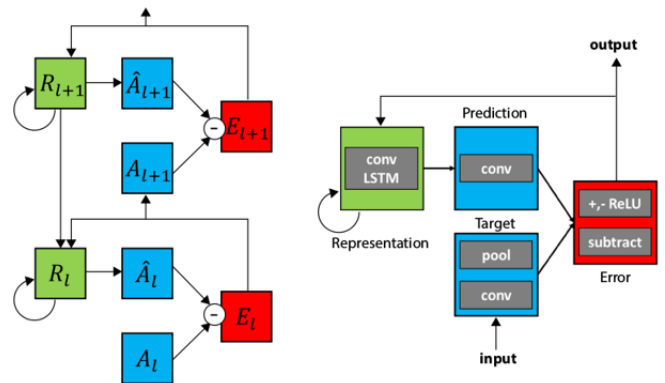 R_{l+1}
Â_{l+1}
-
E_{l+1}
A_{l+1}
R_l
Â_l
-
E_l
A_l
output
Prediction
conv
LSTM
conv
+,- ReLU
subtract
Representation
Target
pool
conv
Error
input